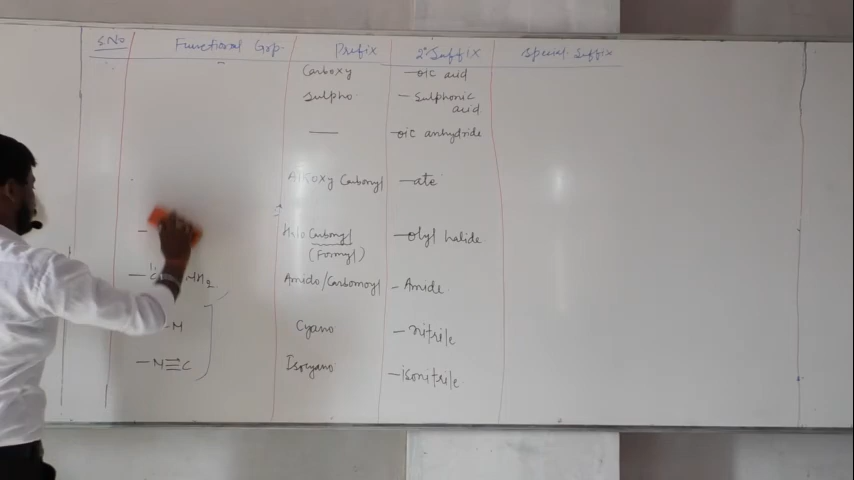 S.No Functional Grp. Prefix 2° Suffix Special Suffix
Carboxy —oic acid
Sulpho — Sulphonic
acid
— —oic anhydride
Alkoxy Carbonyl —ate
Halo Carbonyl —olyl halide
(Formyl)
NH2 Amido/Carbomoyl — Amide
Cyano — nitrile
—N≡C Isocyano —isonitrile